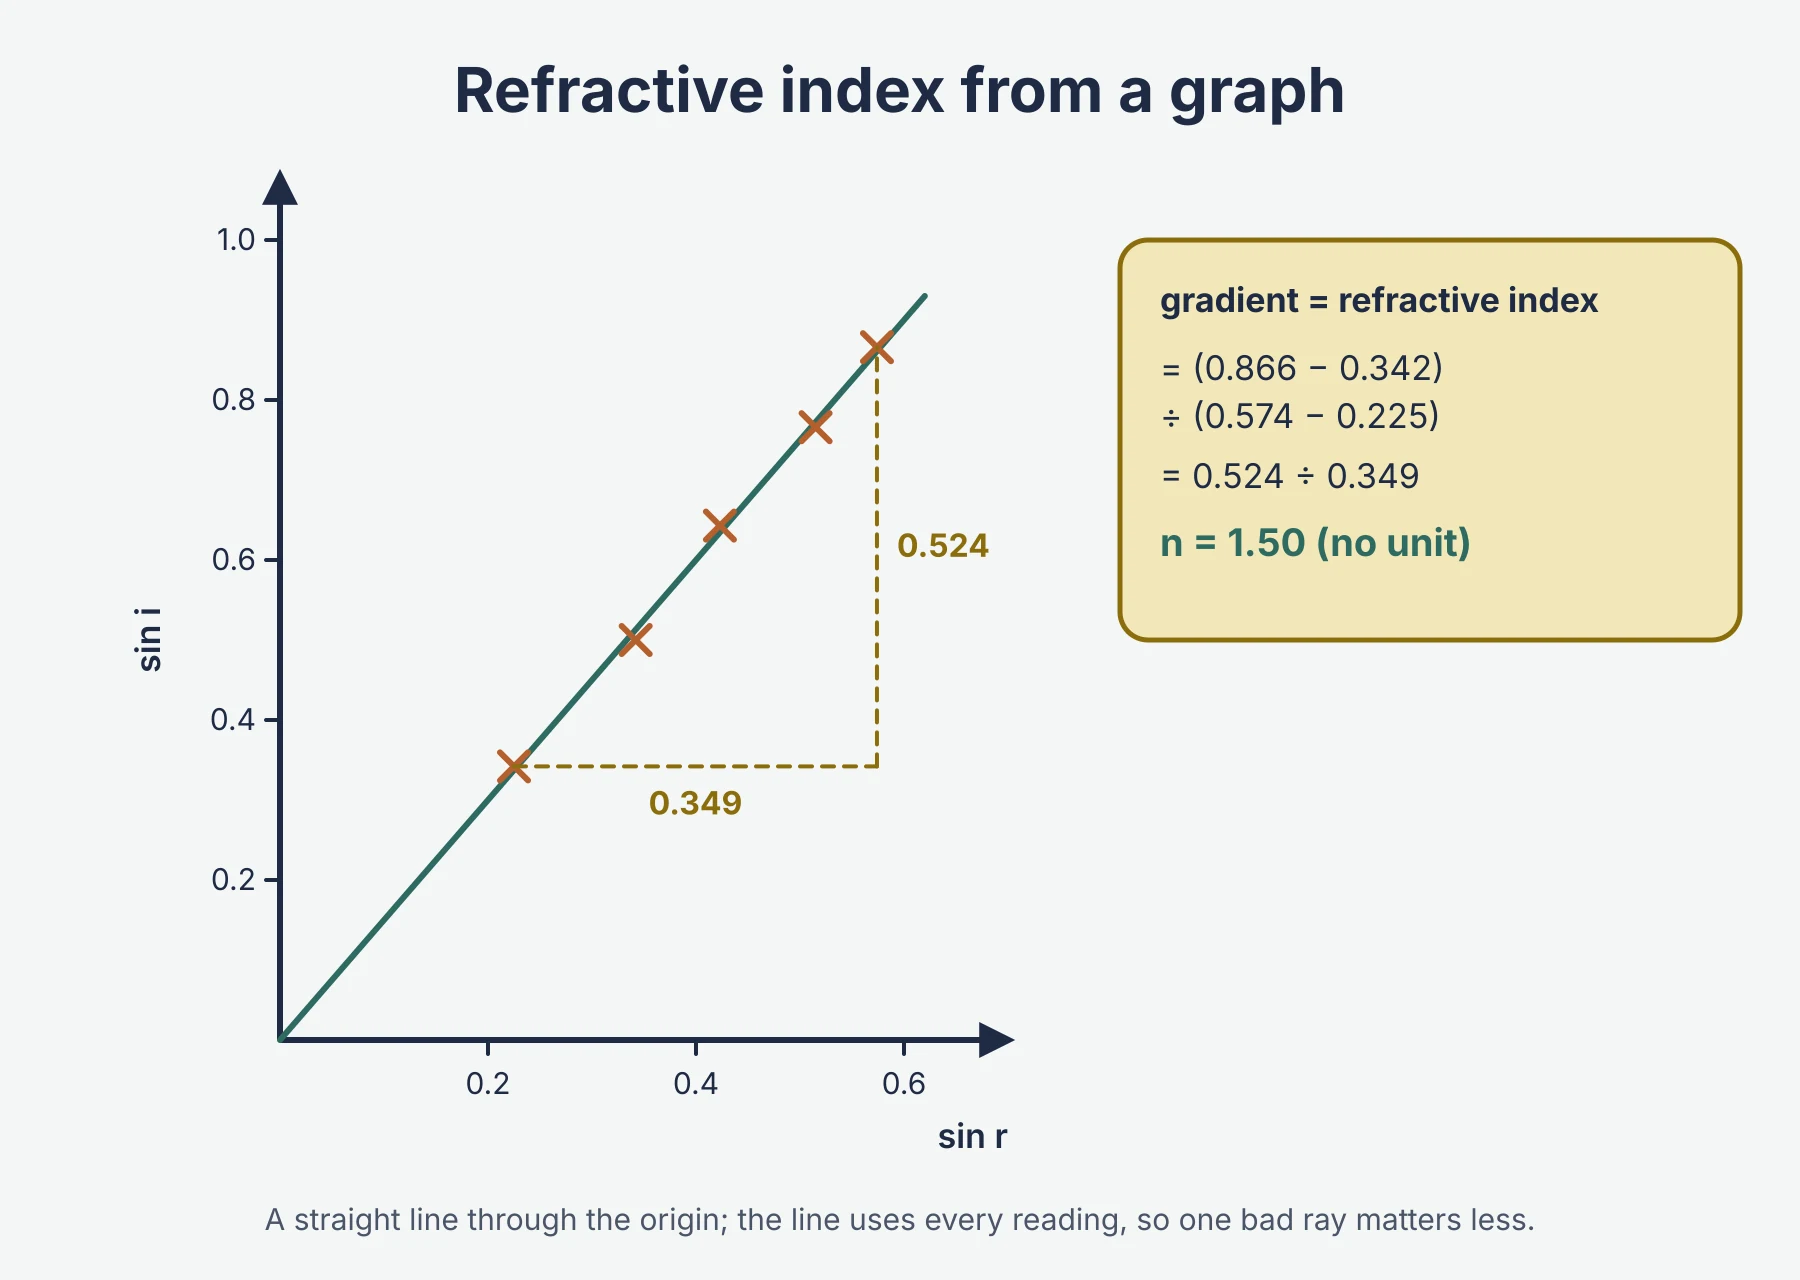 Refractive index from a graph
1.0
0.8
0.6
0.4
0.2
sin i
0.524
0.349
0.2
0.4
0.6
sin r
gradient = refractive index
= (0.866 − 0.342)
÷ (0.574 − 0.225)
= 0.524 ÷ 0.349
n = 1.50 (no unit)
A straight line through the origin; the line uses every reading, so one bad ray matters less.